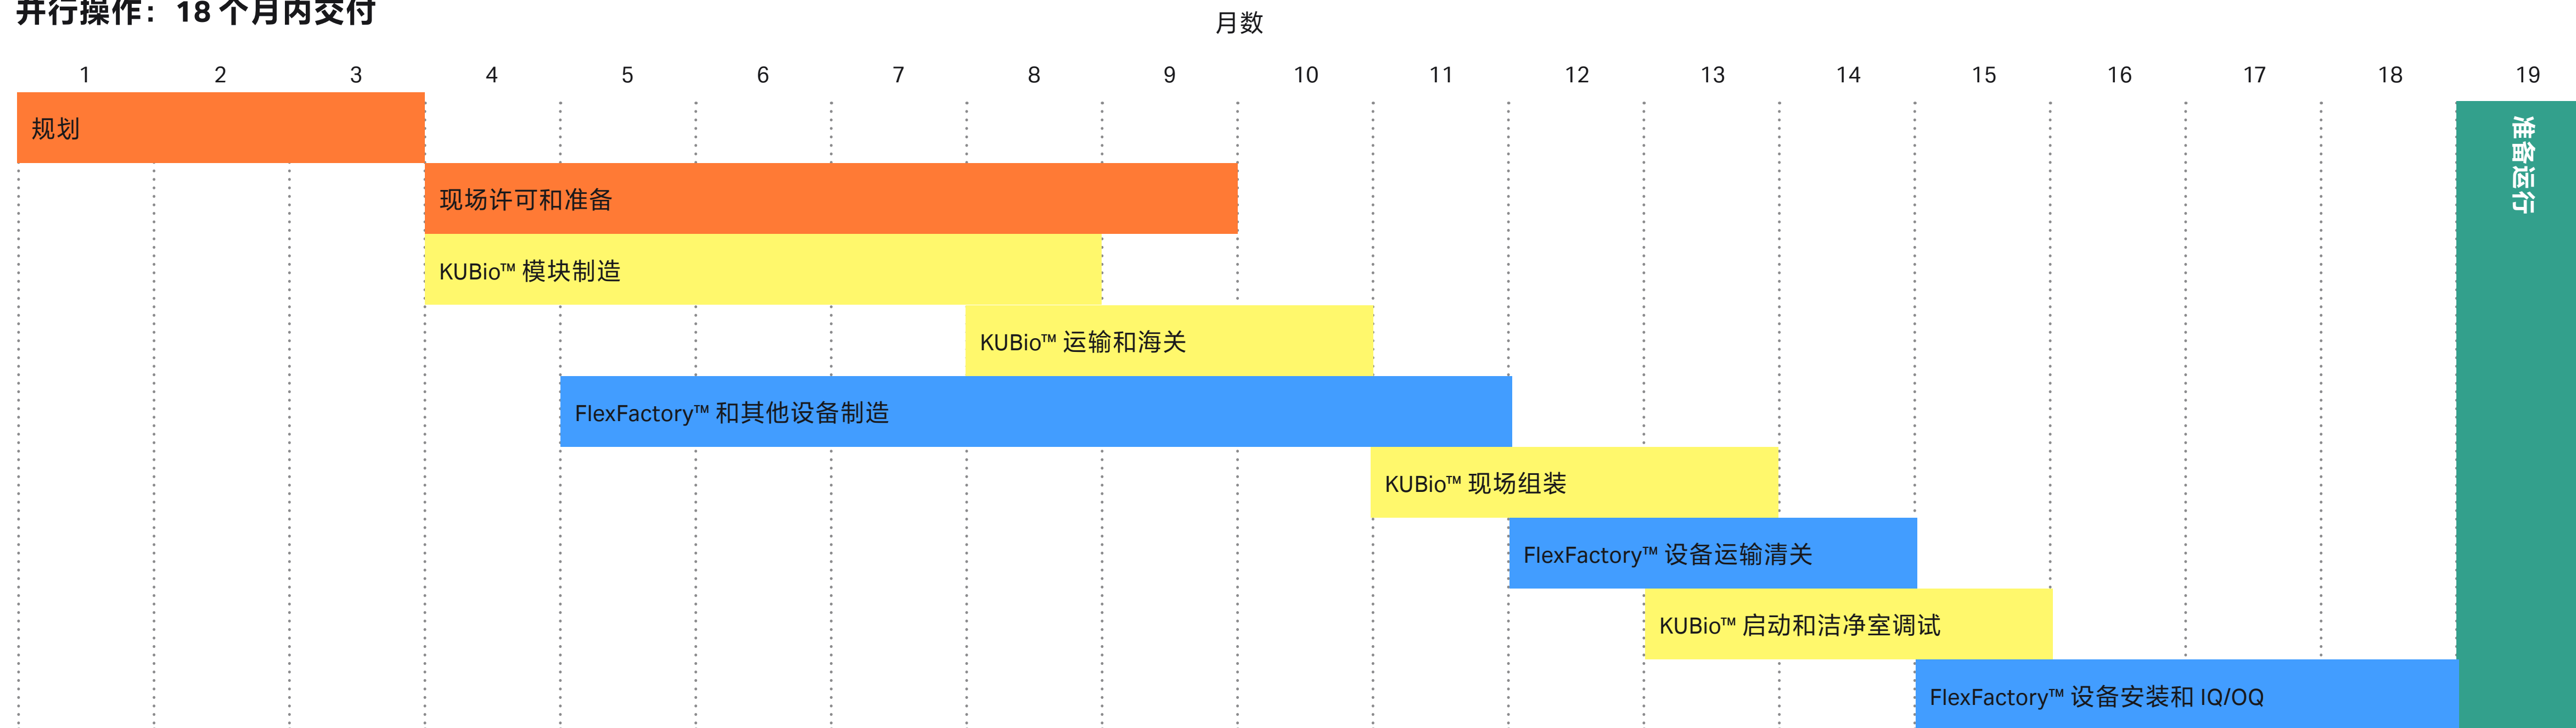 并行操作：18 个月内交付
月数
1 2 3 4 5 6 7 8 9 10 11 12 13 14 15 16 17 18 19
规划
准备运行
现场许可和准备
KUBio™ 模块制造
KUBio™ 运输和海关
FlexFactory™ 和其他设备制造
KUBio™ 现场组装
FlexFactory™ 设备运输清关
KUBio™ 启动和洁净室调试
FlexFactory™ 设备安装和 IQ/OQ